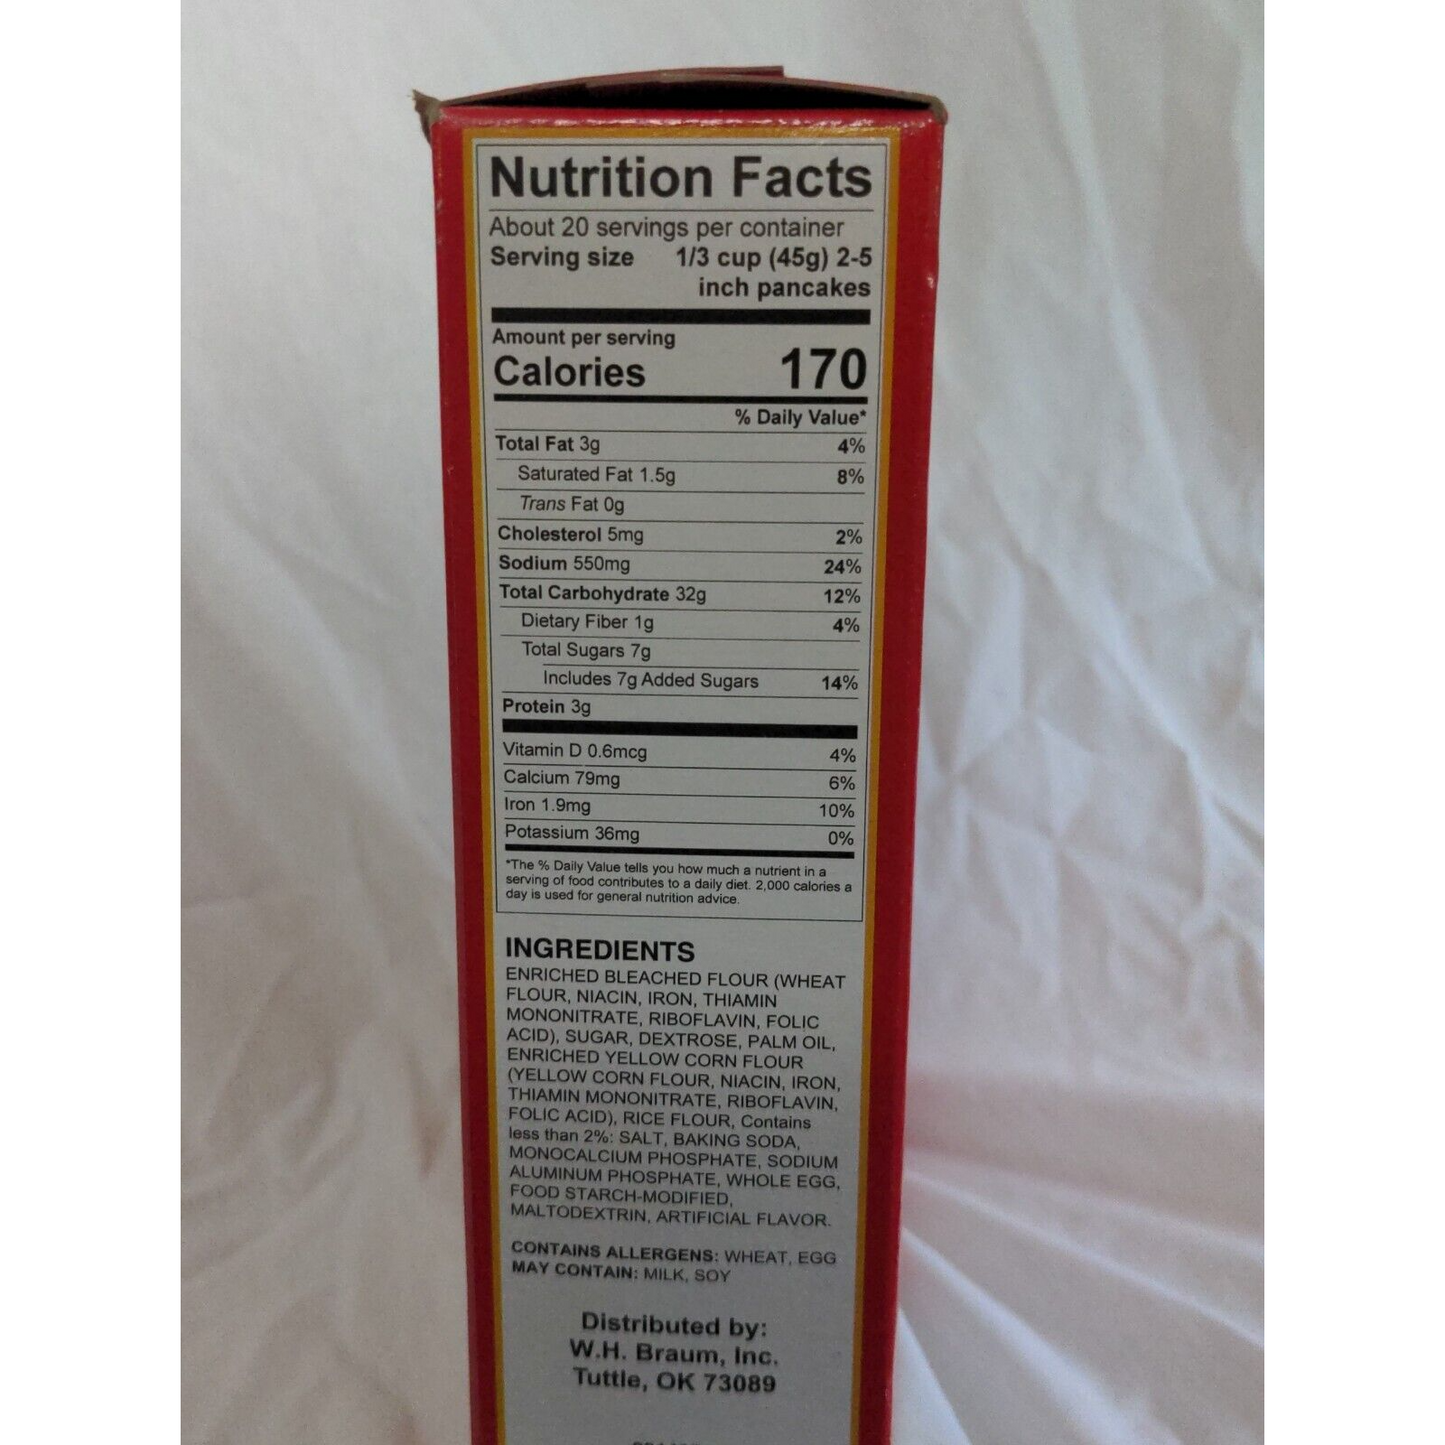 Nutrition Facts
About 20 servings per container
Serving size 1/3 cup (45g) 2-5
inch pancakes
Amount per serving
Calories 170
% Daily Value*
Total Fat 3g 4%
Saturated Fat 1.5g 8%
Trans Fat 0g
Cholesterol 5mg 2%
Sodium 550mg 24%
Total Carbohydrate 32g 12%
Dietary Fiber 1g 4%
Total Sugars 7g
Includes 7g Added Sugars 14%
Protein 3g
Vitamin D 0.6mcg 4%
Calcium 79mg 6%
Iron 1.9mg 10%
Potassium 36mg 0%
*The % Daily Value tells you how much a nutrient in a
serving of food contributes to a daily diet. 2,000 calories a
day is used for general nutrition advice.
INGREDIENTS
ENRICHED BLEACHED FLOUR (WHEAT
FLOUR, NIACIN, IRON, THIAMIN
MONONITRATE, RIBOFLAVIN, FOLIC
ACID), SUGAR, DEXTROSE, PALM OIL,
ENRICHED YELLOW CORN FLOUR
(YELLOW CORN FLOUR, NIACIN, IRON,
THIAMIN MONONITRATE, RIBOFLAVIN,
FOLIC ACID), RICE FLOUR, Contains
less than 2%: SALT, BAKING SODA,
MONOCALCIUM PHOSPHATE, SODIUM
ALUMINUM PHOSPHATE, WHOLE EGG,
FOOD STARCH-MODIFIED,
MALTODEXTRIN, ARTIFICIAL FLAVOR.
CONTAINS ALLERGENS: WHEAT, EGG
MAY CONTAIN: MILK, SOY
Distributed by:
W.H. Braum, Inc.
Tuttle, OK 73089